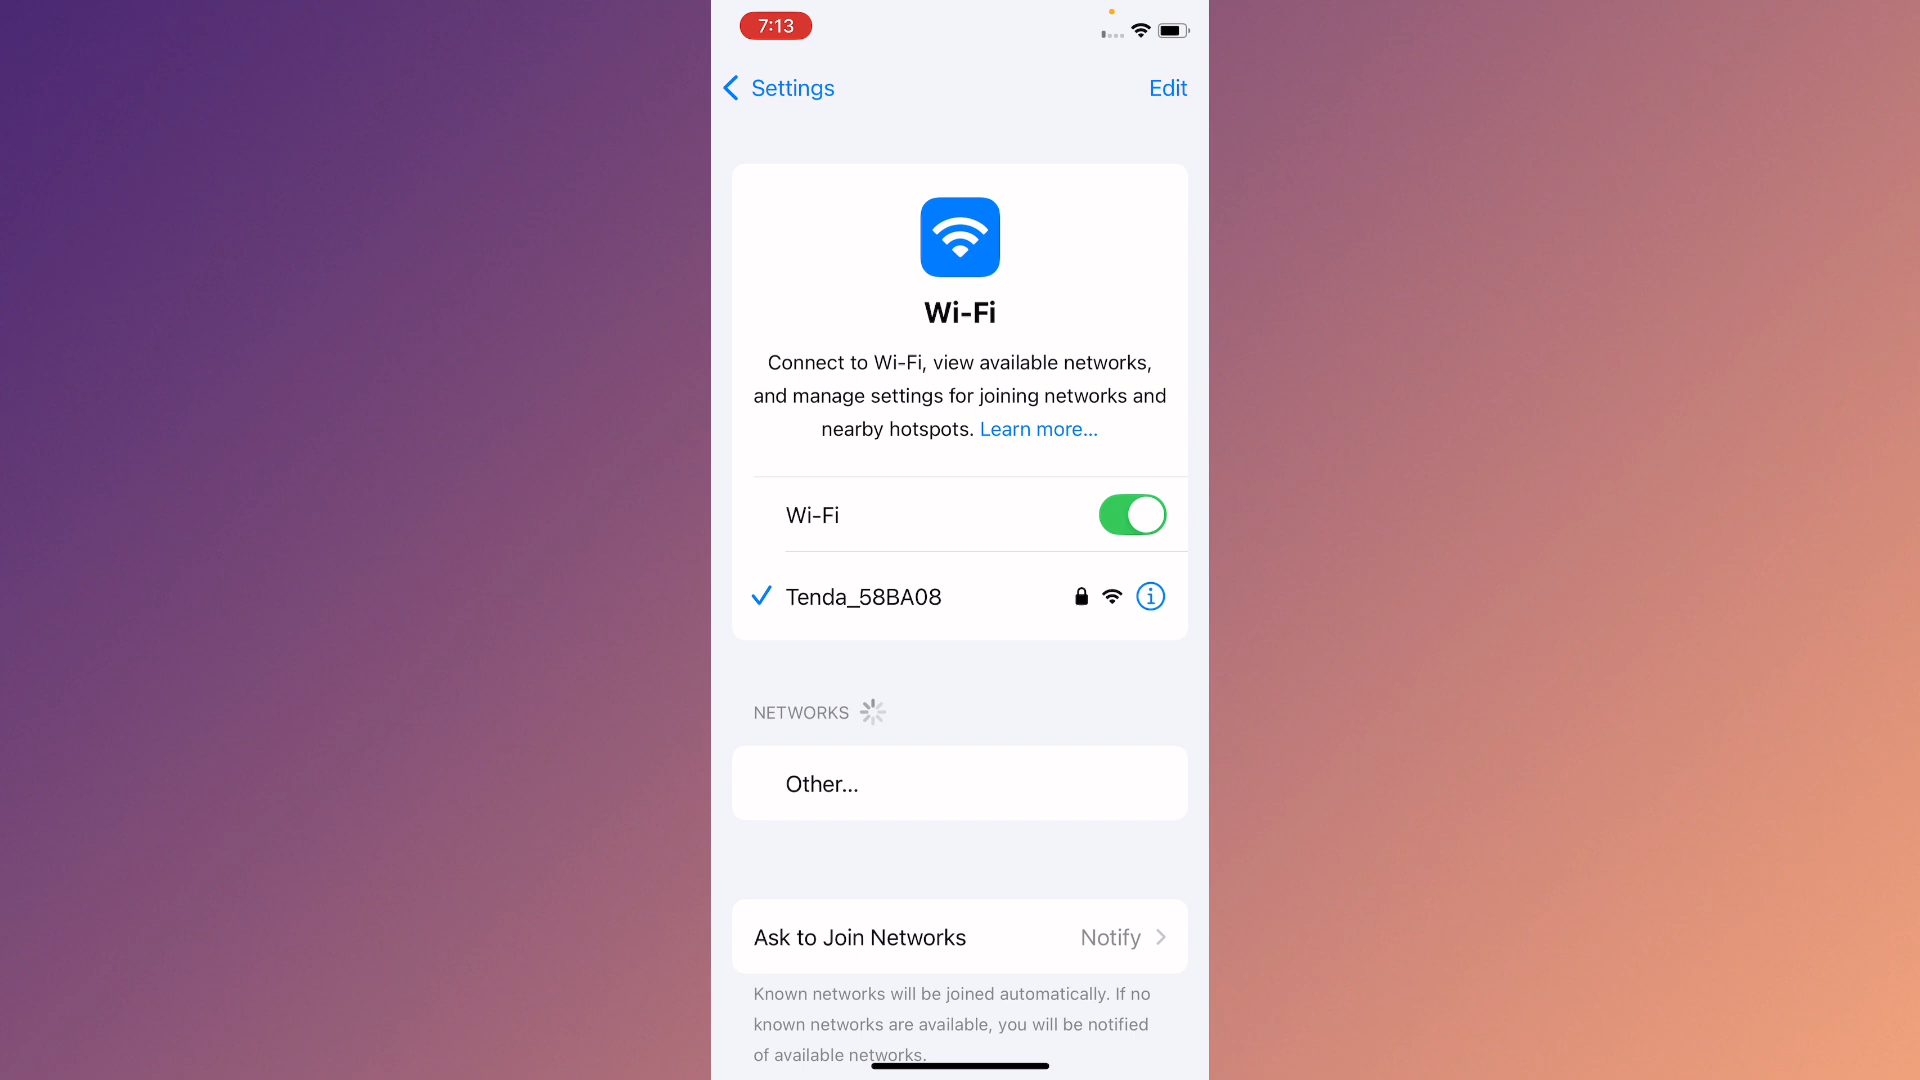 7:13
Settings
Edit
Wi-Fi
Connect to Wi-Fi, view available networks,
and manage settings for joining networks and
nearby hotspots. Learn more...
Wi-Fi
Tenda_58BA08
NETWORKS
Other...
Ask to Join Networks
Notify
Known networks will be joined automatically. If no
known networks are available, you will be notified
of available networks.